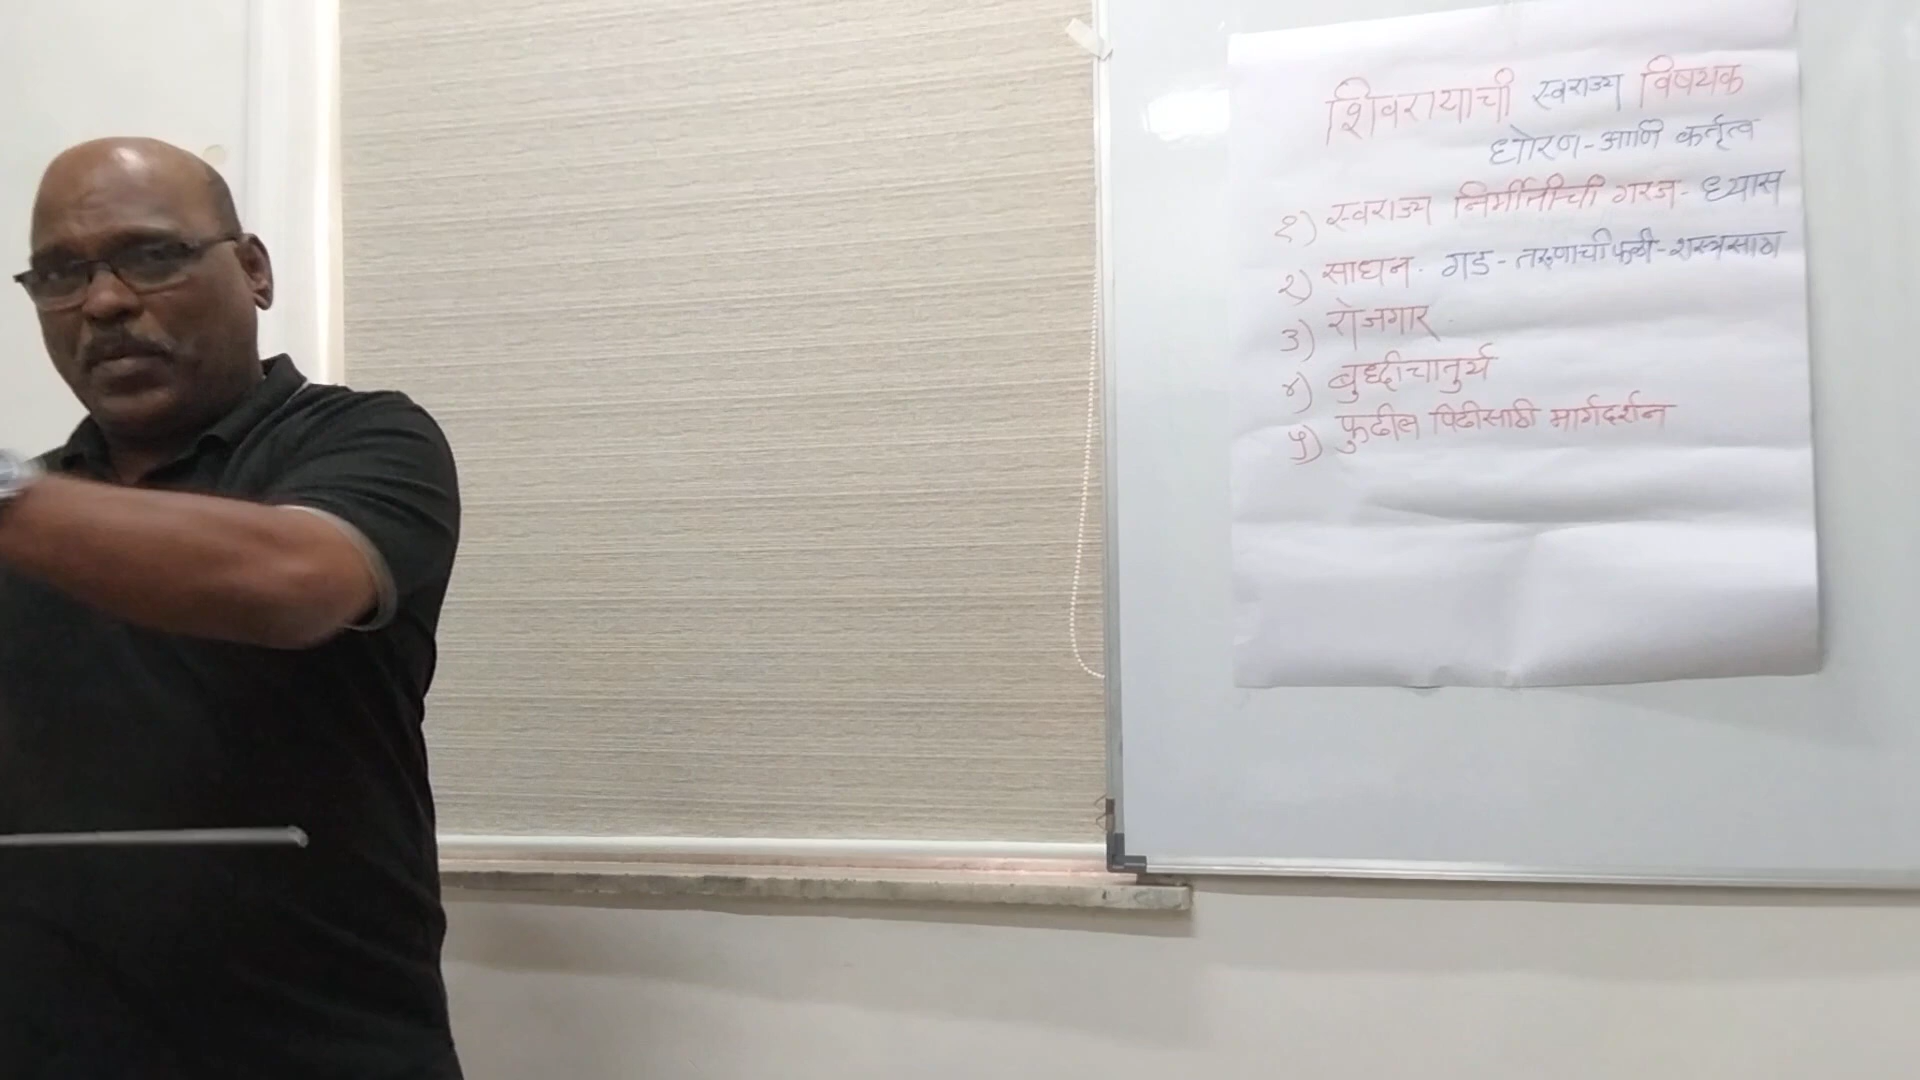 शिवरायाची स्वराज्य विषयक
धोरण-आणि कर्तृत्व
१) स्वराज्य निर्मीतीची गरज- ध्यास
२) साधन. गड - तरुणाची फळी - शस्त्रसाठा
३) रोजगार.
४) बुध्दीचातुर्य
५) पुढील पिढीसाठी मार्गदर्शन